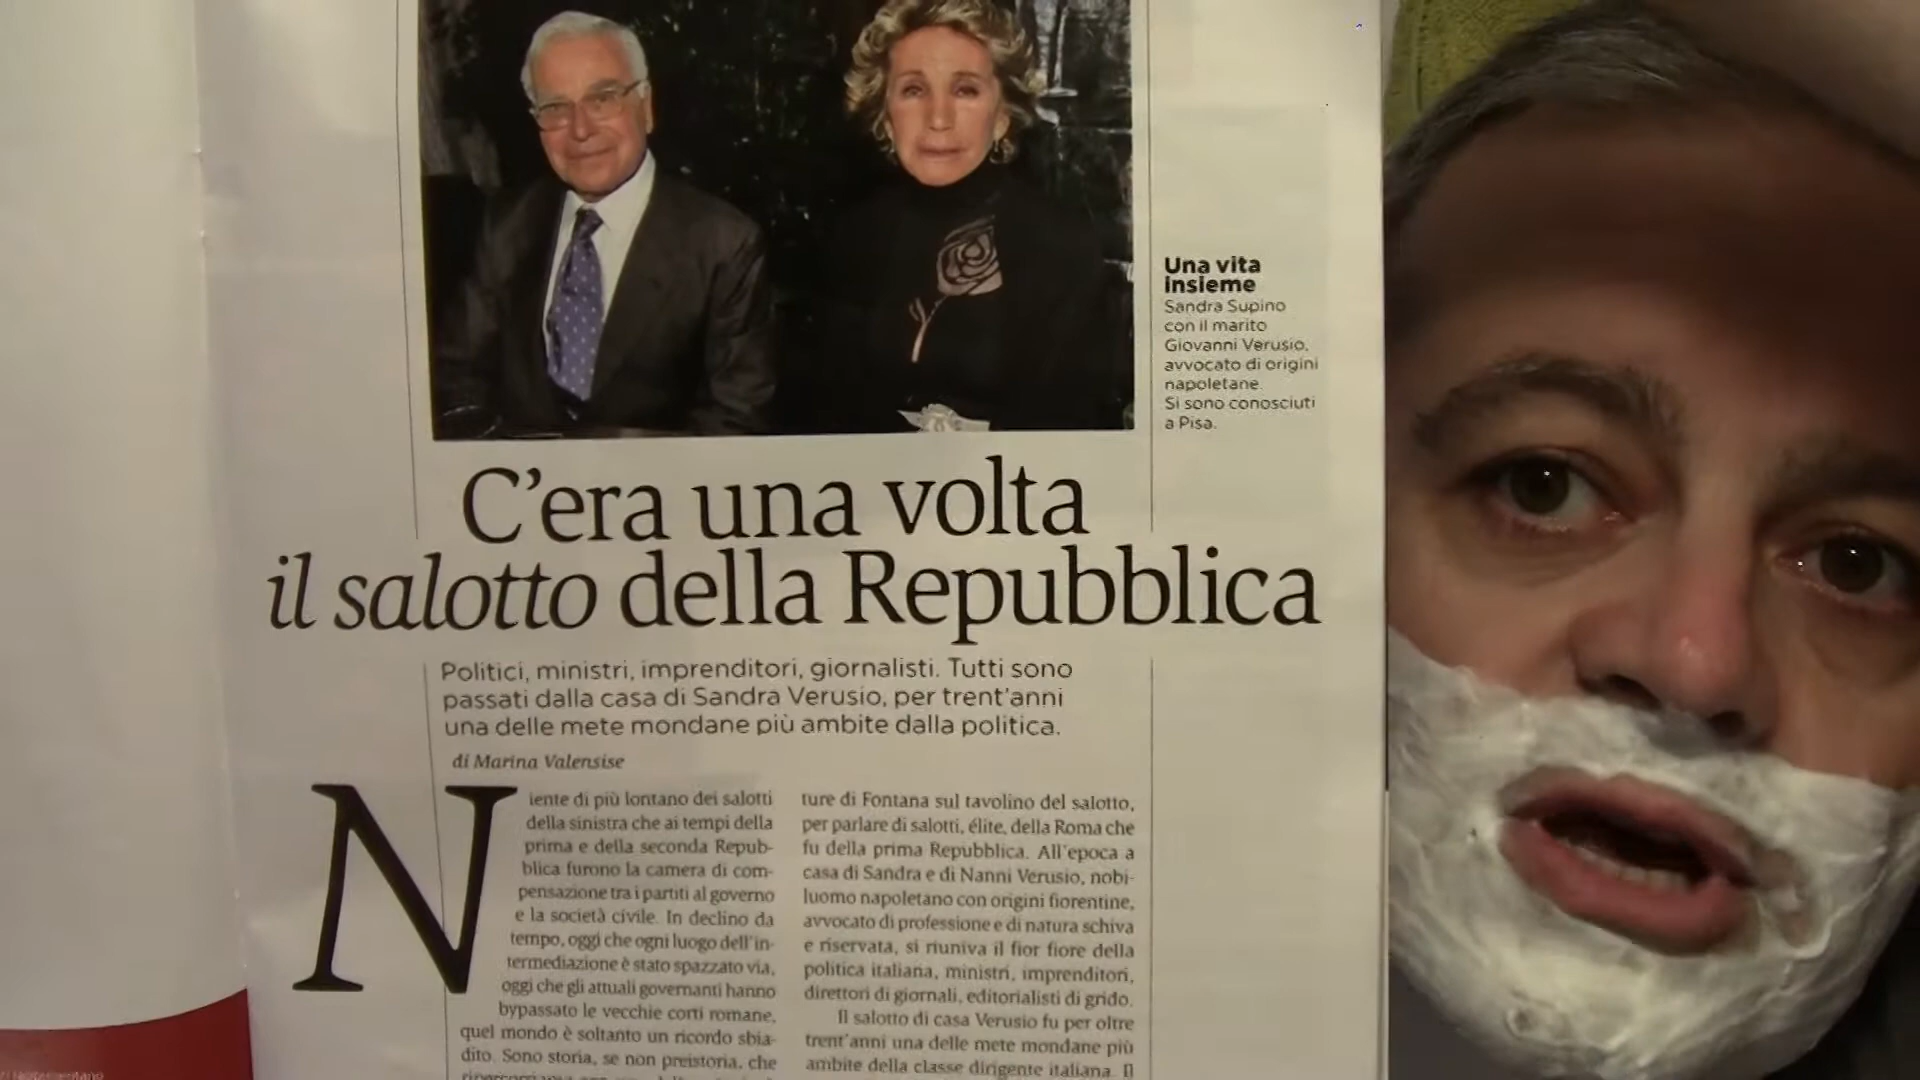 Una vita
insieme
Sandra Supino
con il marito
Giovanni Verusio,
avvocato di origini
napoletane.
Si sono conosciuti
a Pisa.
C'era una volta
il salotto della Repubblica
Politici, ministri, imprenditori, giornalisti. Tutti sono
passati dalla casa di Sandra Verusio, per trent'anni
una delle mete mondane più ambite dalla politica.
di Marina Valensise
Niente di più lontano dei salotti
della sinistra che ai tempi della
prima e della seconda Repub-
blica furono la camera di com-
pensazione tra i partiti al governo
e la società civile. In declino da
tempo, oggi che ogni luogo dell'in-
termediazione è stato spazzato via,
oggi che gli attuali governanti hanno
bypassato le vecchie corti romane,
quel mondo è soltanto un ricordo sbia-
dito. Sono storia, se non preistoria, che
ture di Fontana sul tavolino del salotto,
per parlare di salotti, élite, della Roma che
fu della prima Repubblica. All'epoca a
casa di Sandra e di Nanni Verusio, nobi-
luomo napoletano con origini fiorentine,
avvocato di professione e di natura schiva
e riservata, si riuniva il fior fiore della
politica italiana, ministri, imprenditori,
direttori di giornali, editorialisti di grido.
Il salotto di casa Verusio fu per oltre
trent'anni una delle mete mondane più
ambite della classe dirigente italiana. Il